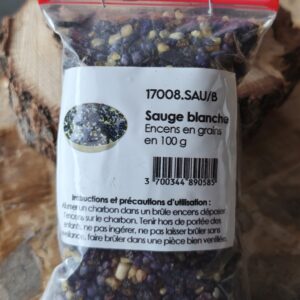 17008.SAU/B
Sauge blanche
Encens en grains
en 100 g
3 700344 890585
Instructions et précautions d'utilisation :
Allumer un charbon dans un brûle encens déposer
l'encens sur le charbon. Tenir hors de portée des
enfants, ne pas ingérer, ne pas laisser brûler sans
surveillance, faire brûler dans une pièce bien ventilée.